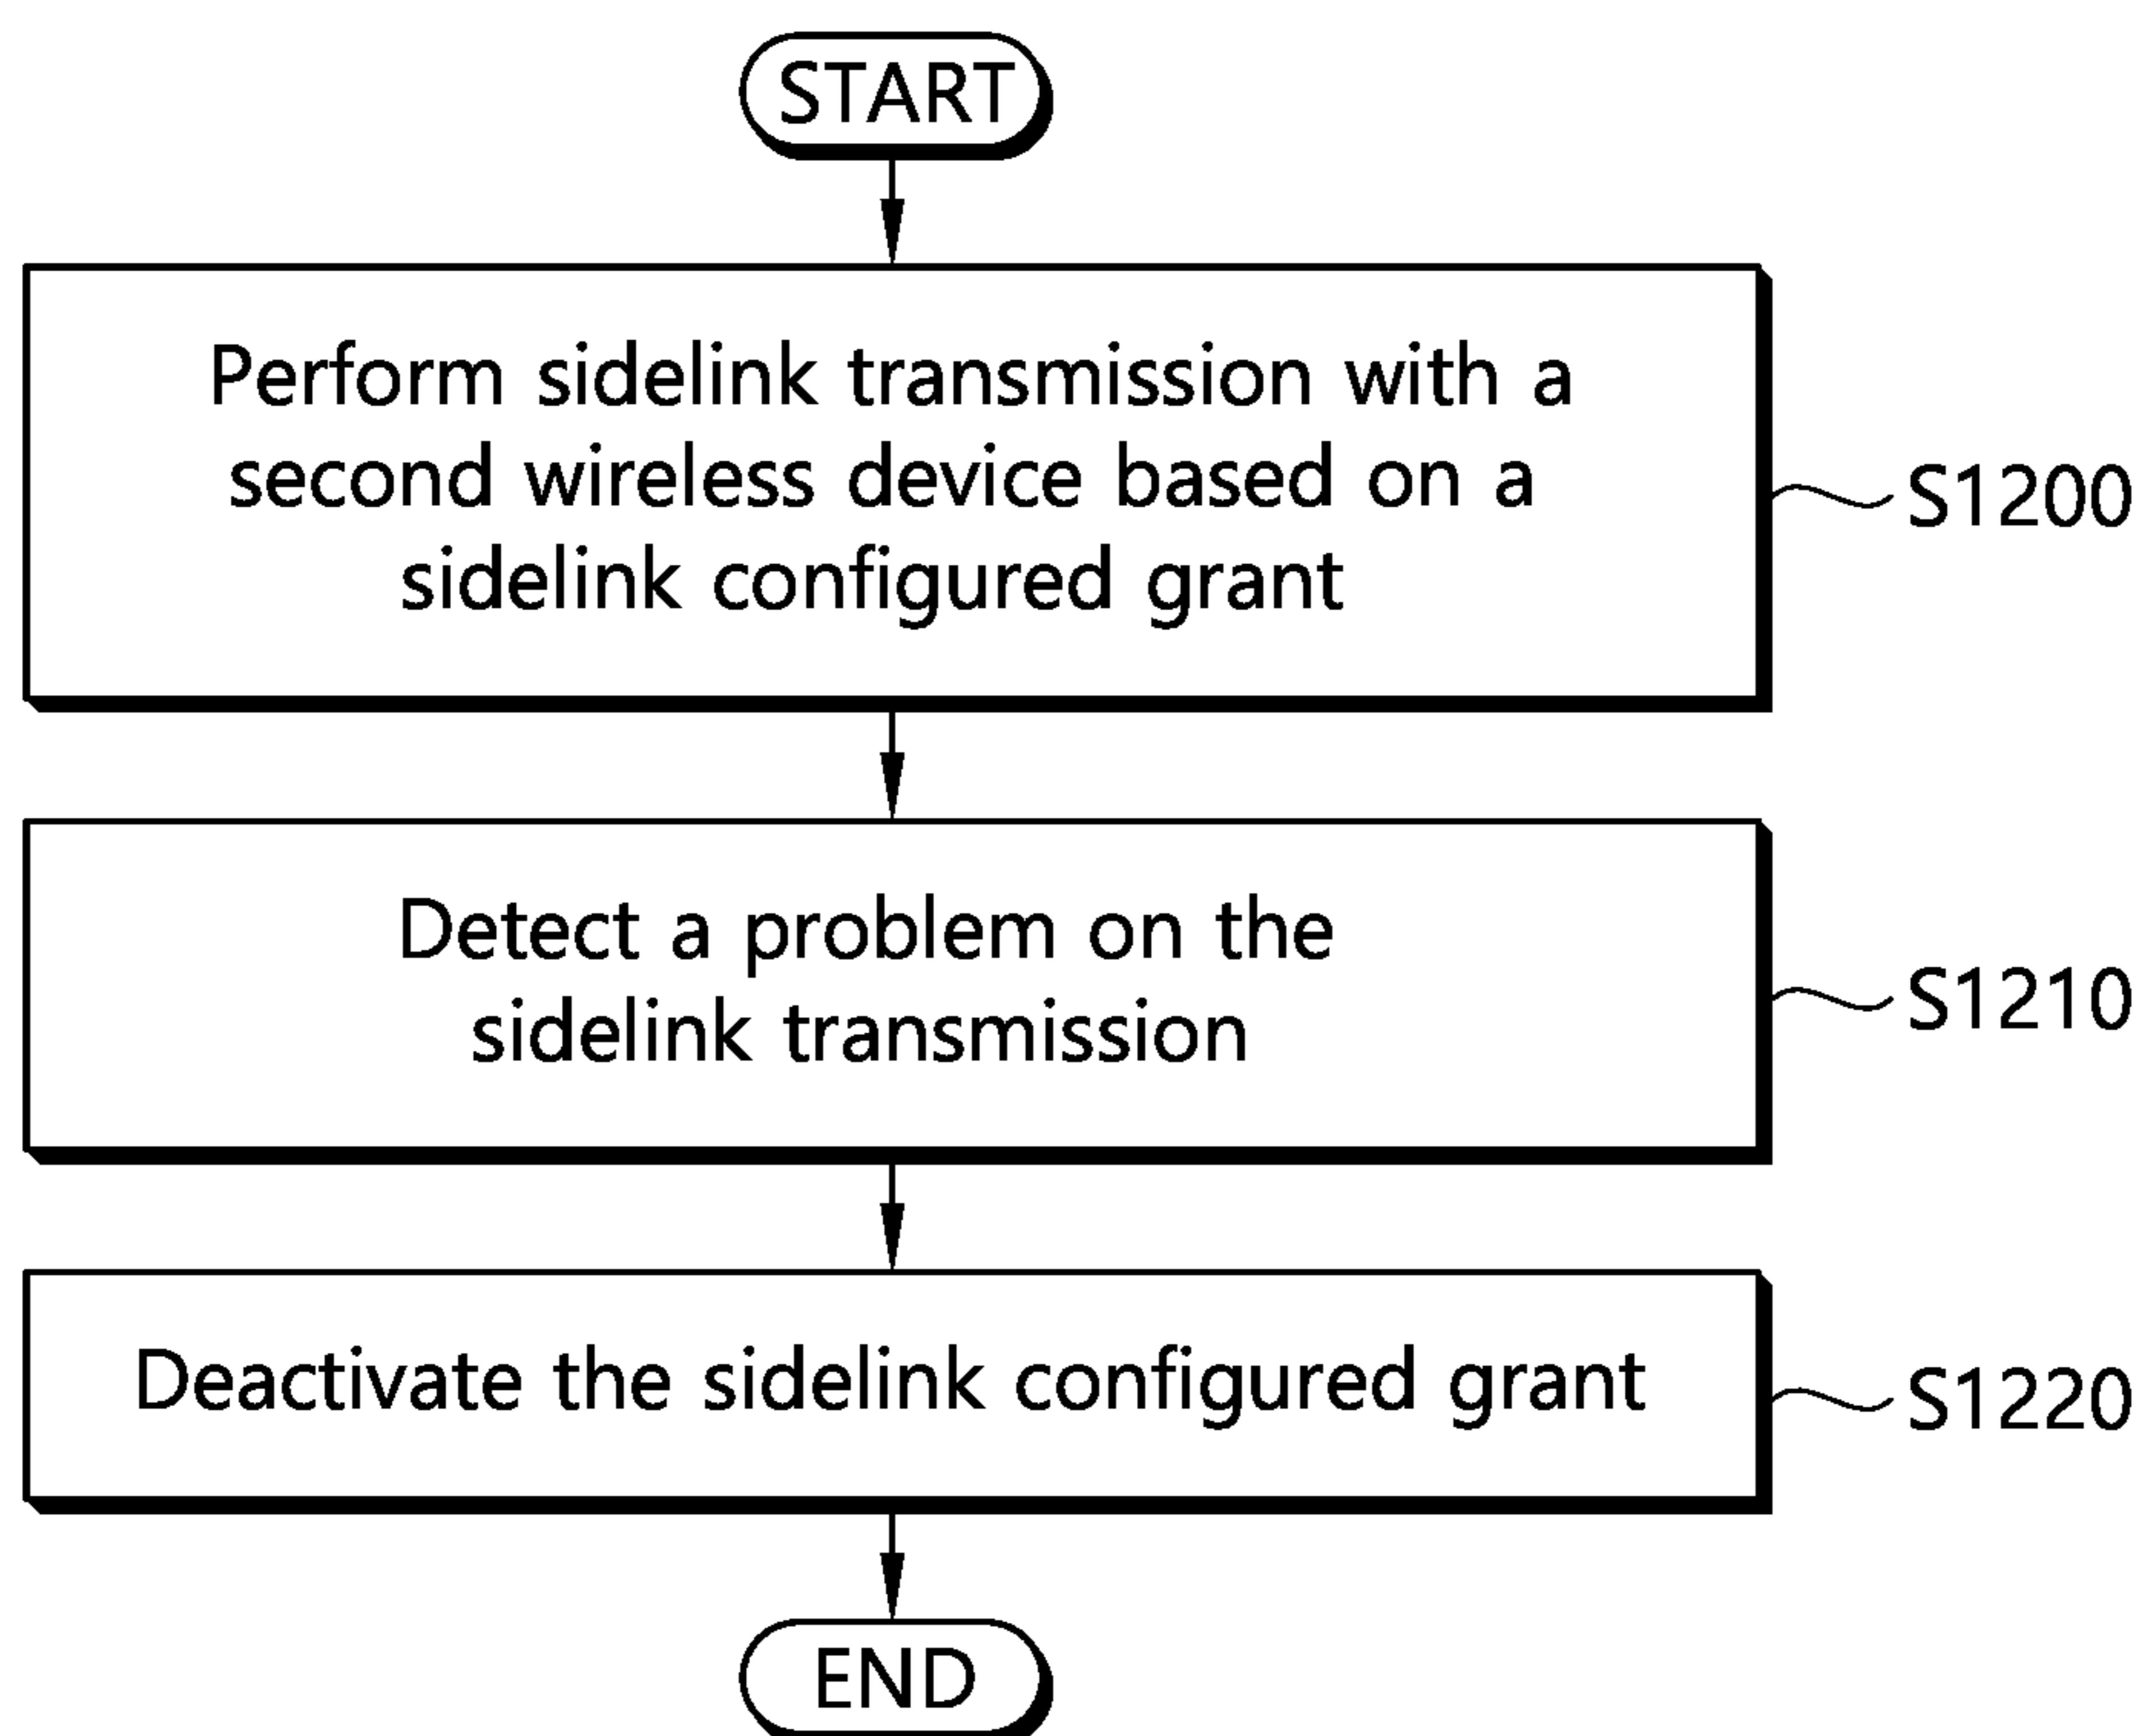 START
Perform sidelink transmission with a
second wireless device based on a
sidelink configured grant
S1200
Detect a problem on the
sidelink transmission
S1210
Deactivate the sidelink configured grant
S1220
END